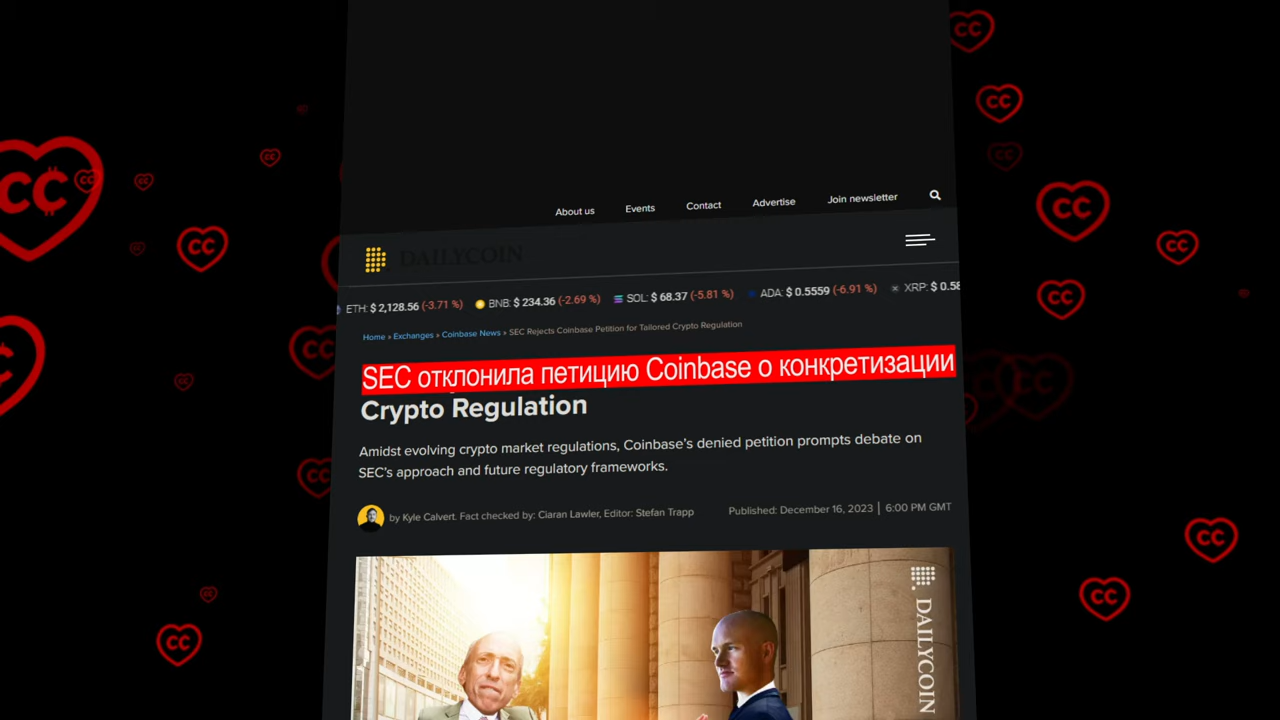 About us Events Contact Advertise Join newsletter
DAILYCOIN
ETH: $ 2,128.56 (-3.71 %) BNB: $ 234.36 (-2.69 %) SOL: $ 68.37 (-5.81 %) ADA: $ 0.5559 (-6.91 %) XRP: $ 0.58
Home » Exchanges » Coinbase News » SEC Rejects Coinbase Petition for Tailored Crypto Regulation
SEC отклонила петицию Coinbase о конкретизации
Crypto Regulation
Amidst evolving crypto market regulations, Coinbase's denied petition prompts debate on
SEC's approach and future regulatory frameworks.
by Kyle Calvert. Fact checked by: Ciaran Lawler, Editor: Stefan Trapp Published: December 16, 2023 | 6:00 PM GMT
DAILYCOIN